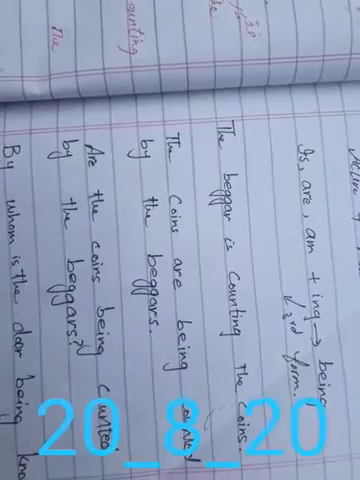 The
Is, are, am + ing → being
3rd form.
The beggar is counting the coins.
The coins are being counted
by the beggars.
Are the coins being counted
by the beggars?
By whom is the door being
20_8_20